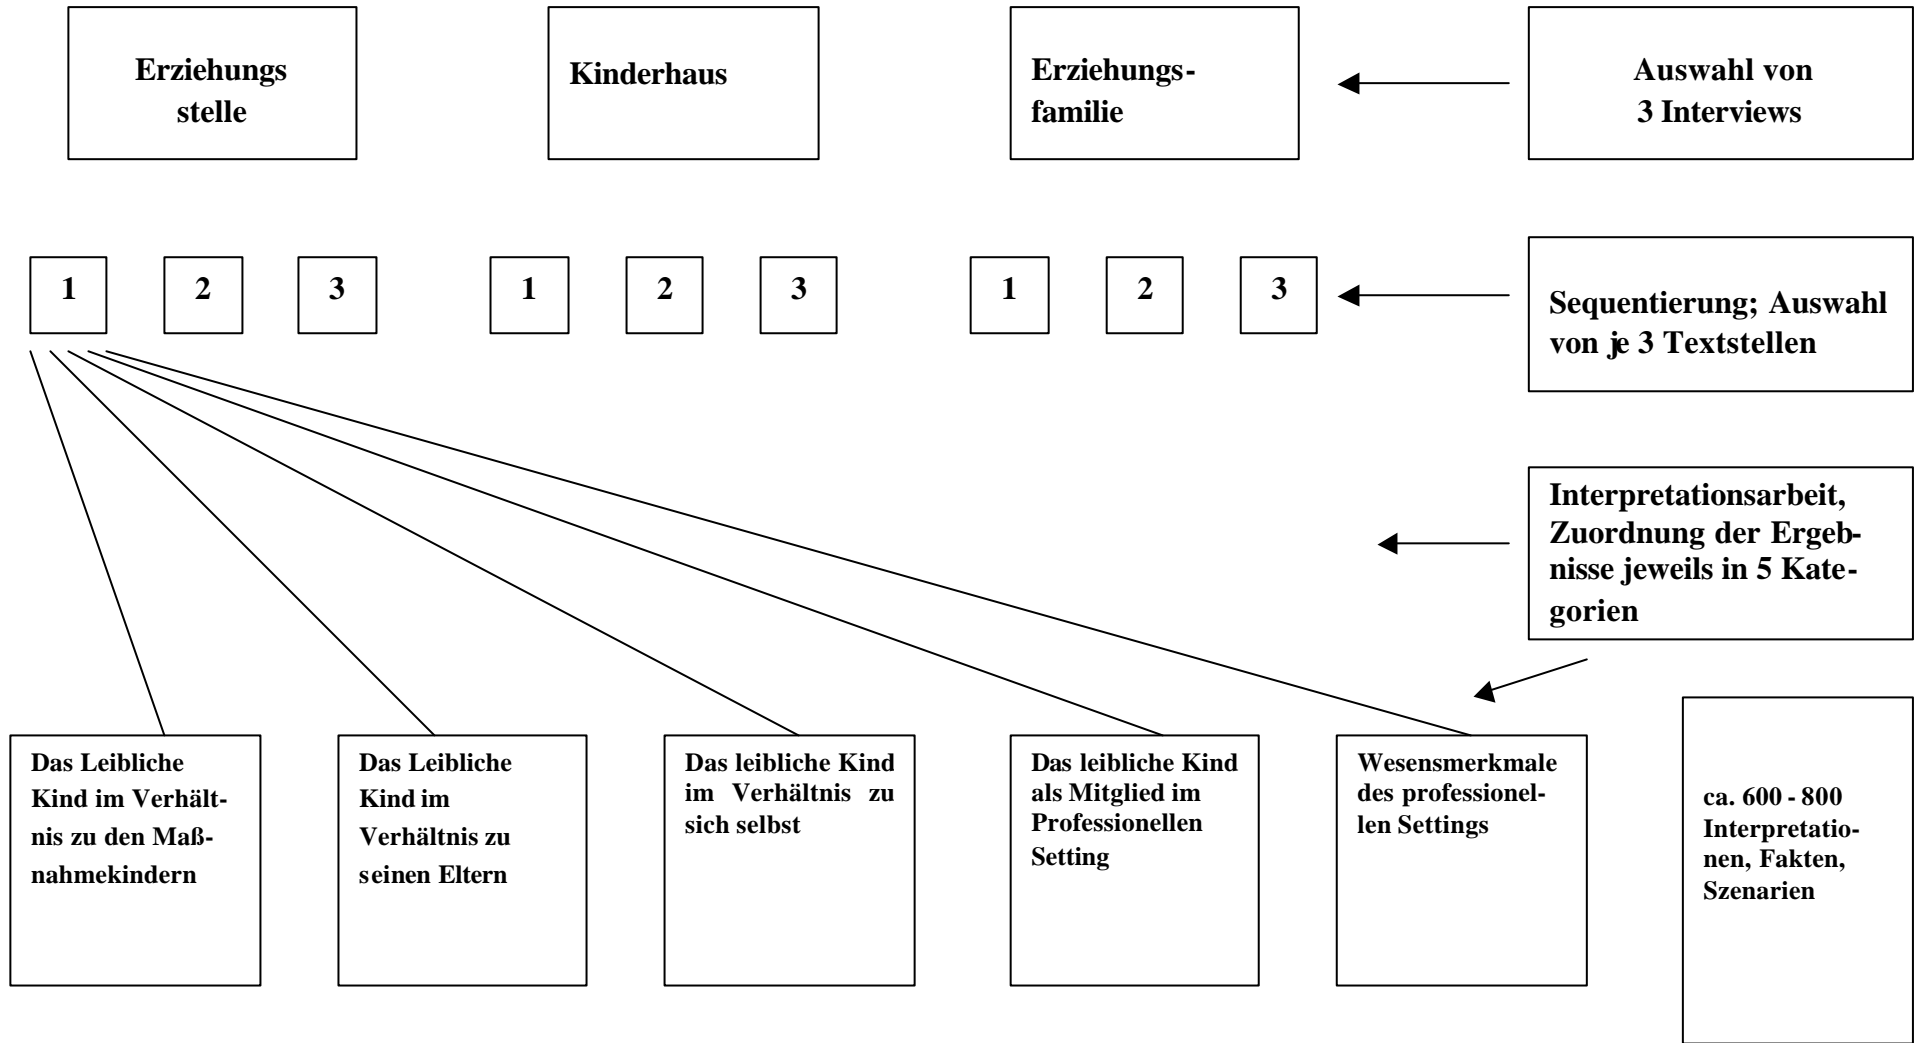 Erziehungs
stelle
Kinderhaus
Erziehungs-
familie
Auswahl von
3 Interviews
1
2
3
1
2
3
1
2
3
Sequentierung; Auswahl
von je 3 Textstellen
Interpretationsarbeit,
Zuordnung der Ergeb-
nisse jeweils in 5 Kate-
gorien
Das Leibliche
Kind im Verhält-
nis zu den Maß-
nahmekindern
Das Leibliche
Kind im
Verhältnis zu
seinen Eltern
Das leibliche Kind
im Verhältnis zu
sich selbst
Das leibliche Kind
als Mitglied im
Professionellen
Setting
Wesensmerkmale
des professionel-
len Settings
ca. 600 - 800
Interpretatio-
nen, Fakten,
Szenarien